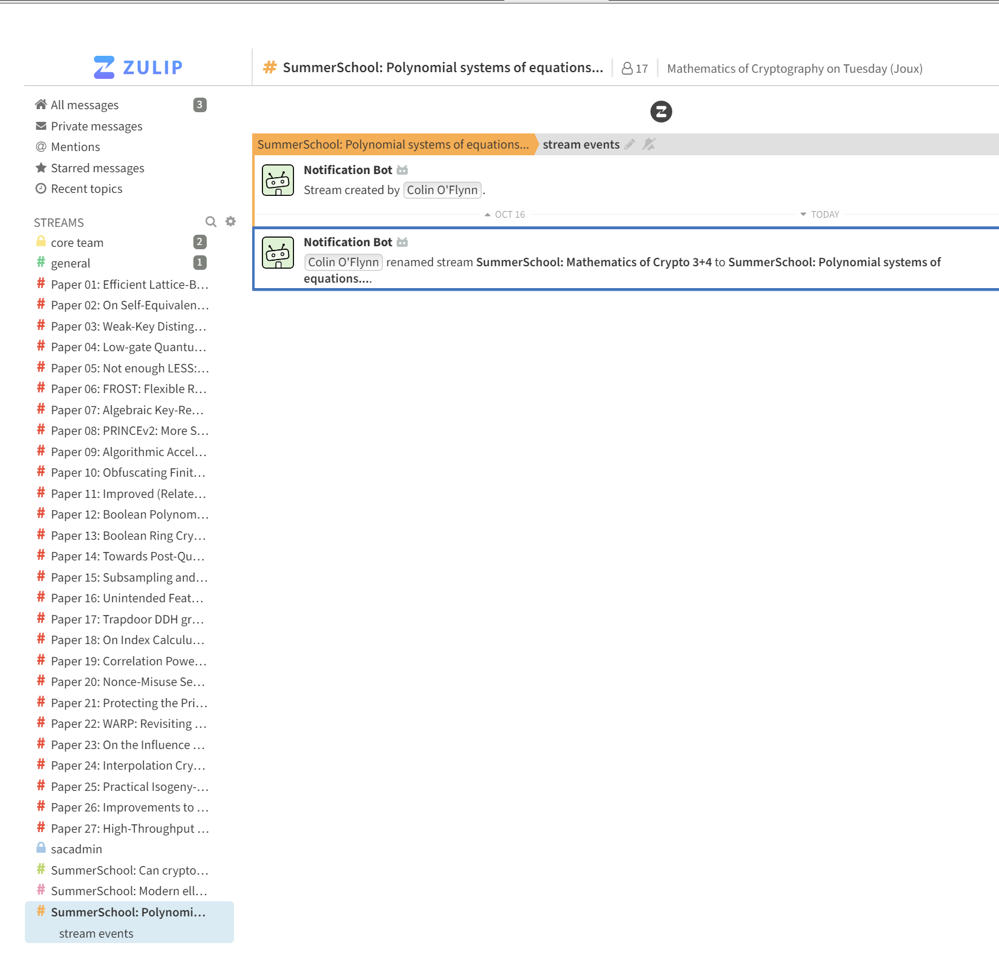 ZULIP
# SummerSchool: Polynomial systems of equations... 17 Mathematics of Cryptography on Tuesday (Joux)
All messages 3
Private messages
@ Mentions
Starred messages
Recent topics
STREAMS
core team 2
# general 1
# Paper 01: Efficient Lattice-B...
# Paper 02: On Self-Equivalen...
# Paper 03: Weak-Key Disting...
# Paper 04: Low-gate Quantu...
# Paper 05: Not enough LESS:...
# Paper 06: FROST: Flexible R...
# Paper 07: Algebraic Key-Re...
# Paper 08: PRINCEv2: More S...
# Paper 09: Algorithmic Accel...
# Paper 10: Obfuscating Finit...
# Paper 11: Improved (Relate...
# Paper 12: Boolean Polynom...
# Paper 13: Boolean Ring Cry...
# Paper 14: Towards Post-Qu...
# Paper 15: Subsampling and...
# Paper 16: Unintended Feat...
# Paper 17: Trapdoor DDH gr...
# Paper 18: On Index Calculu...
# Paper 19: Correlation Powe...
# Paper 20: Nonce-Misuse Se...
# Paper 21: Protecting the Pri...
# Paper 22: WARP: Revisiting ...
# Paper 23: On the Influence ...
# Paper 24: Interpolation Cry...
# Paper 25: Practical Isogeny-...
# Paper 26: Improvements to ...
# Paper 27: High-Throughput ...
sacadmin
# SummerSchool: Can crypto...
# SummerSchool: Modern ell...
# SummerSchool: Polynomi...
stream events
SummerSchool: Polynomial systems of equations... stream events
Notification Bot
Stream created by Colin O'Flynn.
OCT 16 TODAY
Notification Bot
Colin O'Flynn renamed stream SummerSchool: Mathematics of Crypto 3+4 to SummerSchool: Polynomial systems of
equations....